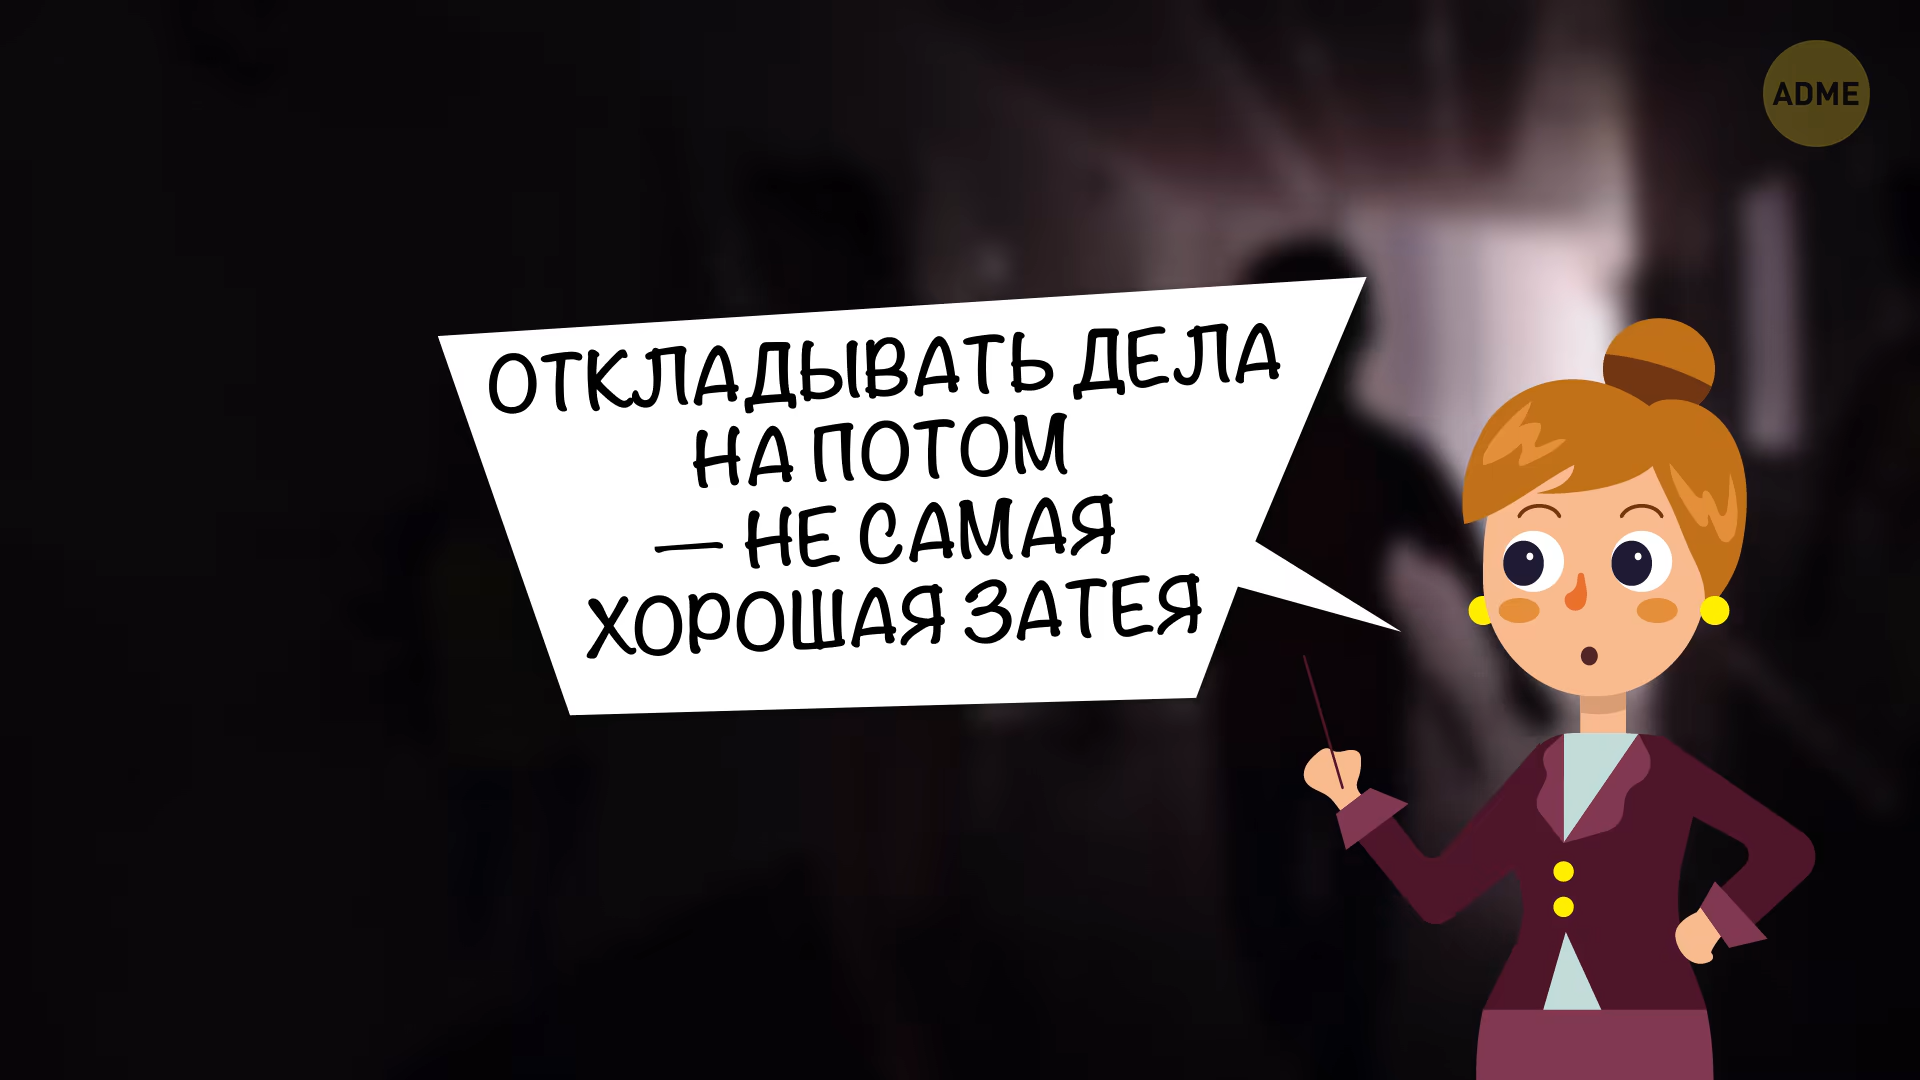 ADME
ОТКЛАДЫВАТЬ ДЕЛА
НА ПОТОМ
— НЕ САМАЯ
ХОРОШАЯ ЗАТЕЯ